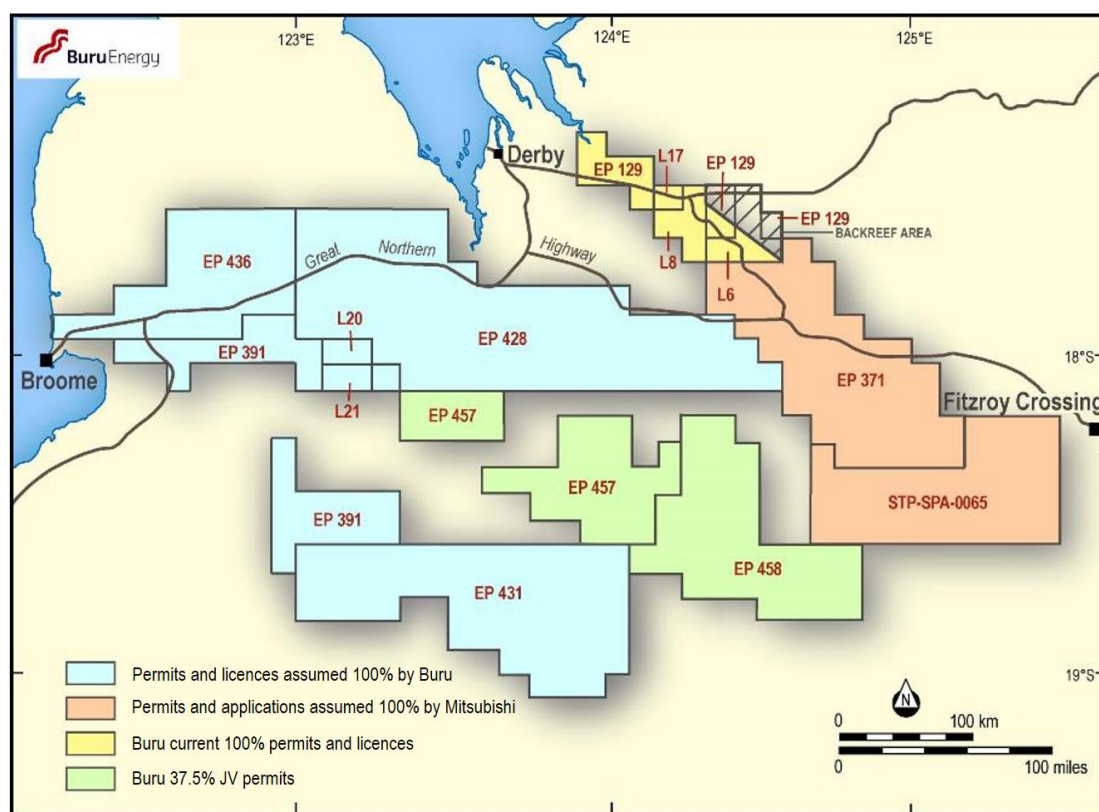 BuruEnergy
123°E
124°E
125°E
Derby
EP 129
L17
EP 129
EP 129
BACKREEF AREA
L8
L6
EP 436
Great
Northern
Highway
L20
EP 428
EP 391
L21
Broome
18°S
EP 371
Fitzroy Crossing
EP 457
EP 457
STP-SPA-0065
EP 391
EP 458
EP 431
19°S
Permits and licences assumed 100% by Buru
Permits and applications assumed 100% by Mitsubishi
Buru current 100% permits and licences
Buru 37.5% JV permits
N
0 100 km
0 100 miles